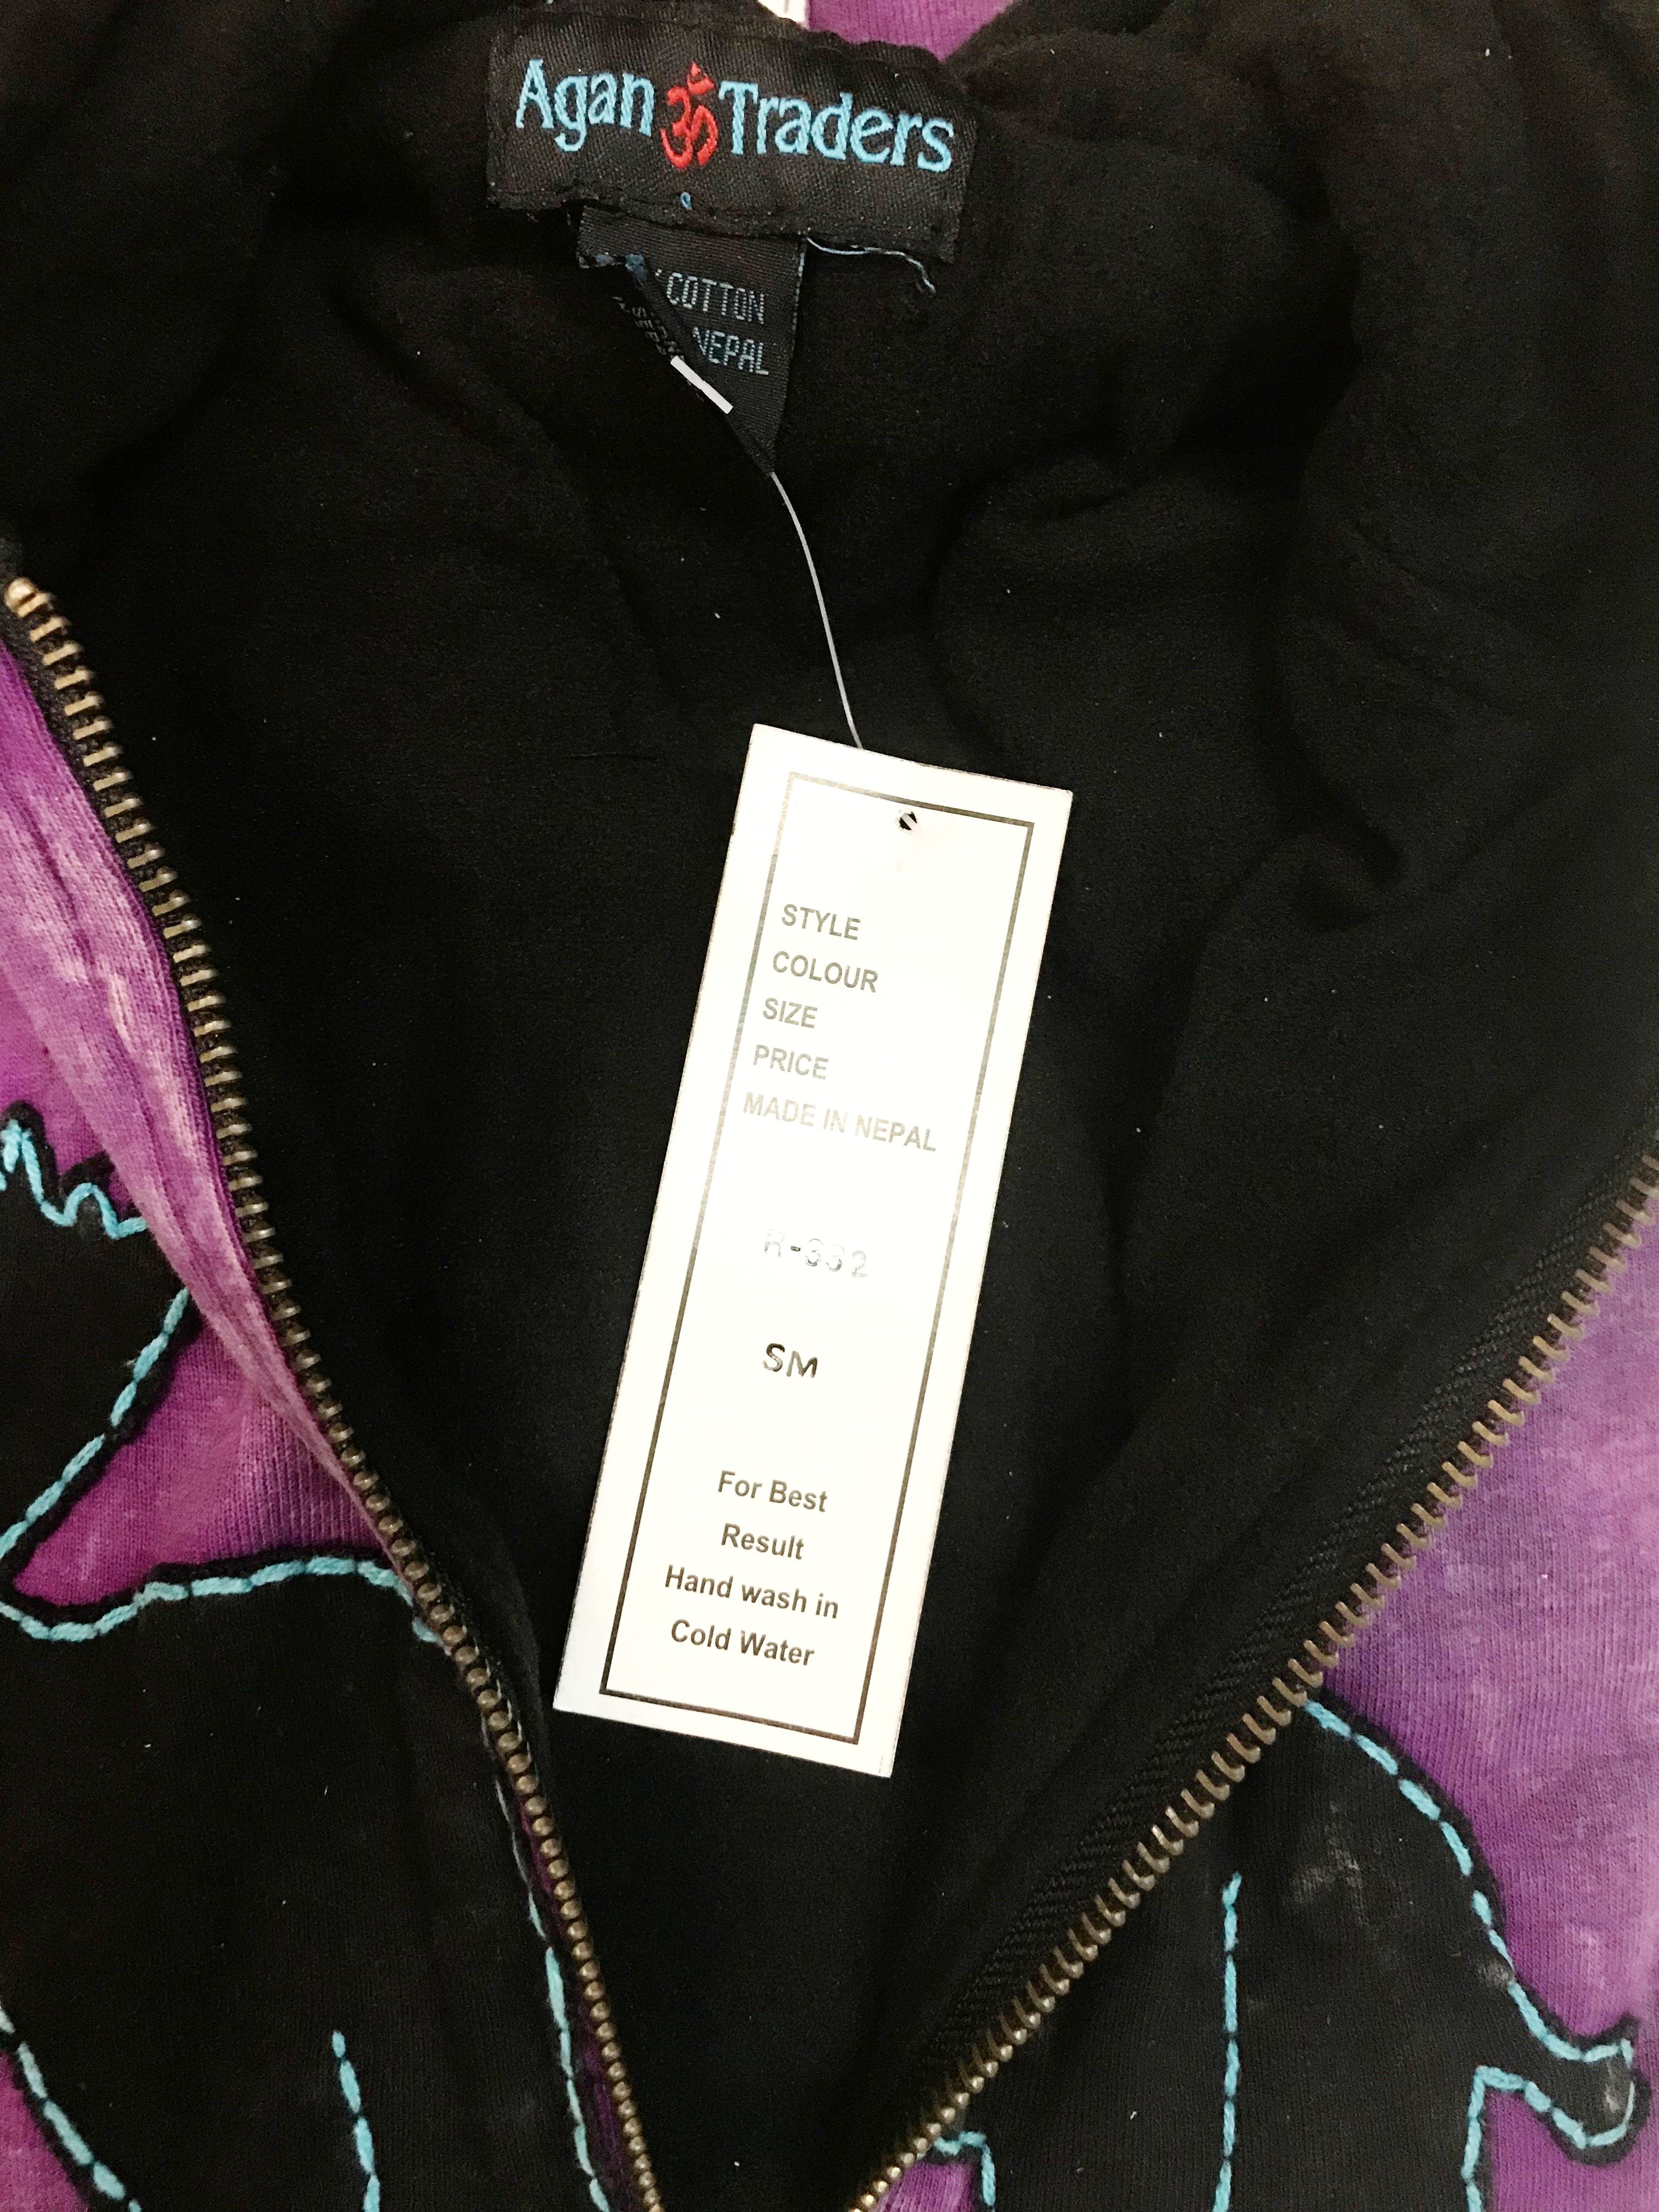 Agan ॐ Traders
COTTON
NEPAL
STYLE
COLOUR
SIZE
PRICE
MADE IN NEPAL
R-332
SM
For Best
Result
Hand wash in
Cold Water